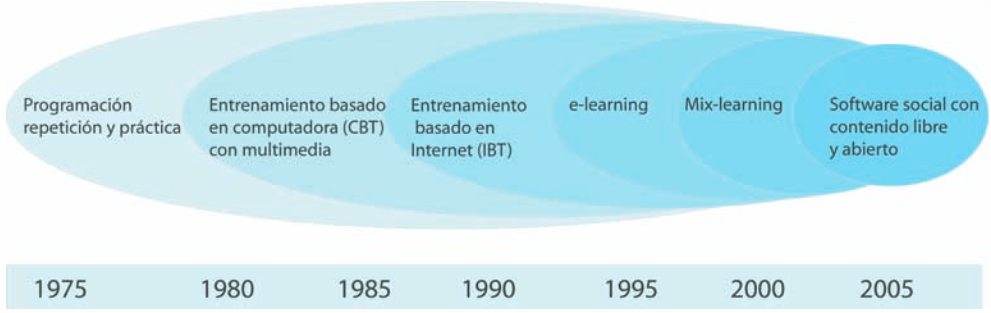 Programación
repetición y práctica
Entrenamiento basado
en computadora (CBT)
con multimedia
Entrenamiento
basado en
Internet (IBT)
e-learning
Mix-learning
Software social con
contenido libre
y abierto
1975 1980 1985 1990 1995 2000 2005